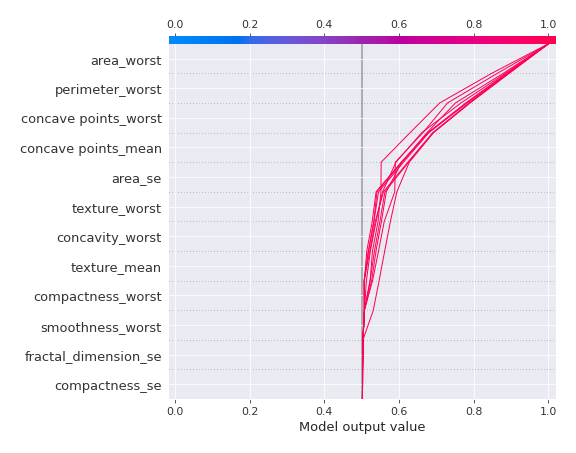 0.0 0.2 0.4 0.6 0.8 1.0
area_worst
perimeter_worst
concave points_worst
concave points_mean
area_se
texture_worst
concavity_worst
texture_mean
compactness_worst
smoothness_worst
fractal_dimension_se
compactness_se
0.0 0.2 0.4 0.6 0.8 1.0
Model output value